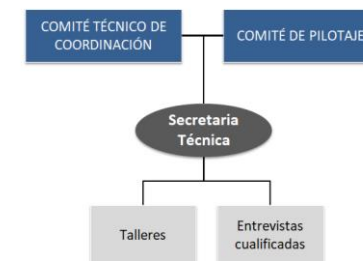 COMITÉ TÉCNICO DE
COORDINACIÓN
COMITÉ DE PILOTAJE
Secretaria
Técnica
Talleres
Entrevistas
cualificadas